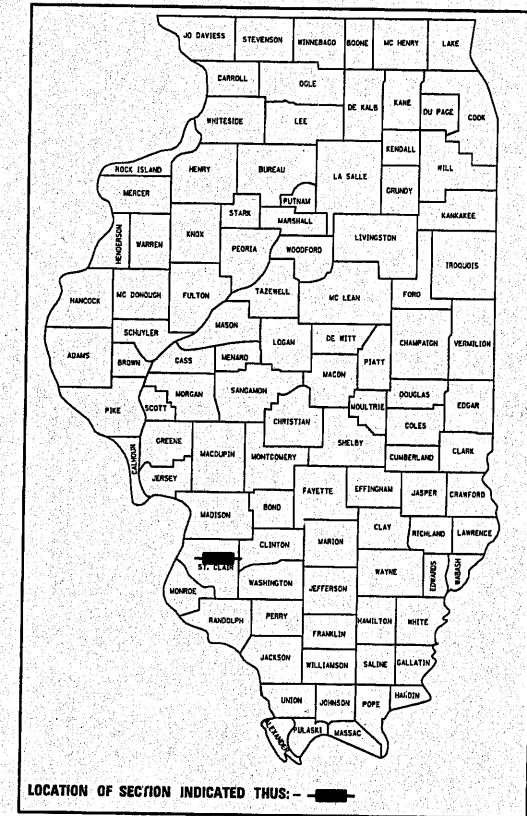 JO DAVIESS STEVENSON WINNEBAGO BOONE MC HENRY LAKE
CARROLL OGLE DE KALB KANE DU PAGE COOK
WHITESIDE LEE KENDALL WILL
ROCK ISLAND HENRY BUREAU LA SALLE GRUNDY
MERCER STARK PUTNAM MARSHALL KANKAKEE
HENDERSON WARREN KNOX PEORIA WOODFORD LIVINGSTON IROQUOIS
HANCOCK MC DONOUGH FULTON TAZEWELL MC LEAN FORD
SCHUYLER MASON LOGAN DE WITT CHAMPAIGN VERMILION
ADAMS BROWN CASS MENARD PIATT
MACON
PIKE SCOTT MORGAN SANGAMON DOUGLAS EDGAR
CHRISTIAN MOULTRIE COLES
CALHOUN GREENE MACOUPIN MONTGOMERY SHELBY CUMBERLAND CLARK
JERSEY FAYETTE EFFINGHAM JASPER CRAWFORD
MADISON BOND CLAY RICHLAND LAWRENCE
CLINTON MARION
ST. CLAIR WAYNE EDWARDS WABASH
MONROE WASHINGTON JEFFERSON
RANDOLPH PERRY HAMILTON WHITE
FRANKLIN
JACKSON WILLIAMSON SALINE GALLATIN
UNION JOHNSON POPE HARDIN
ALEXANDER PULASKI MASSAC
LOCATION OF SECTION INDICATED THUS: -